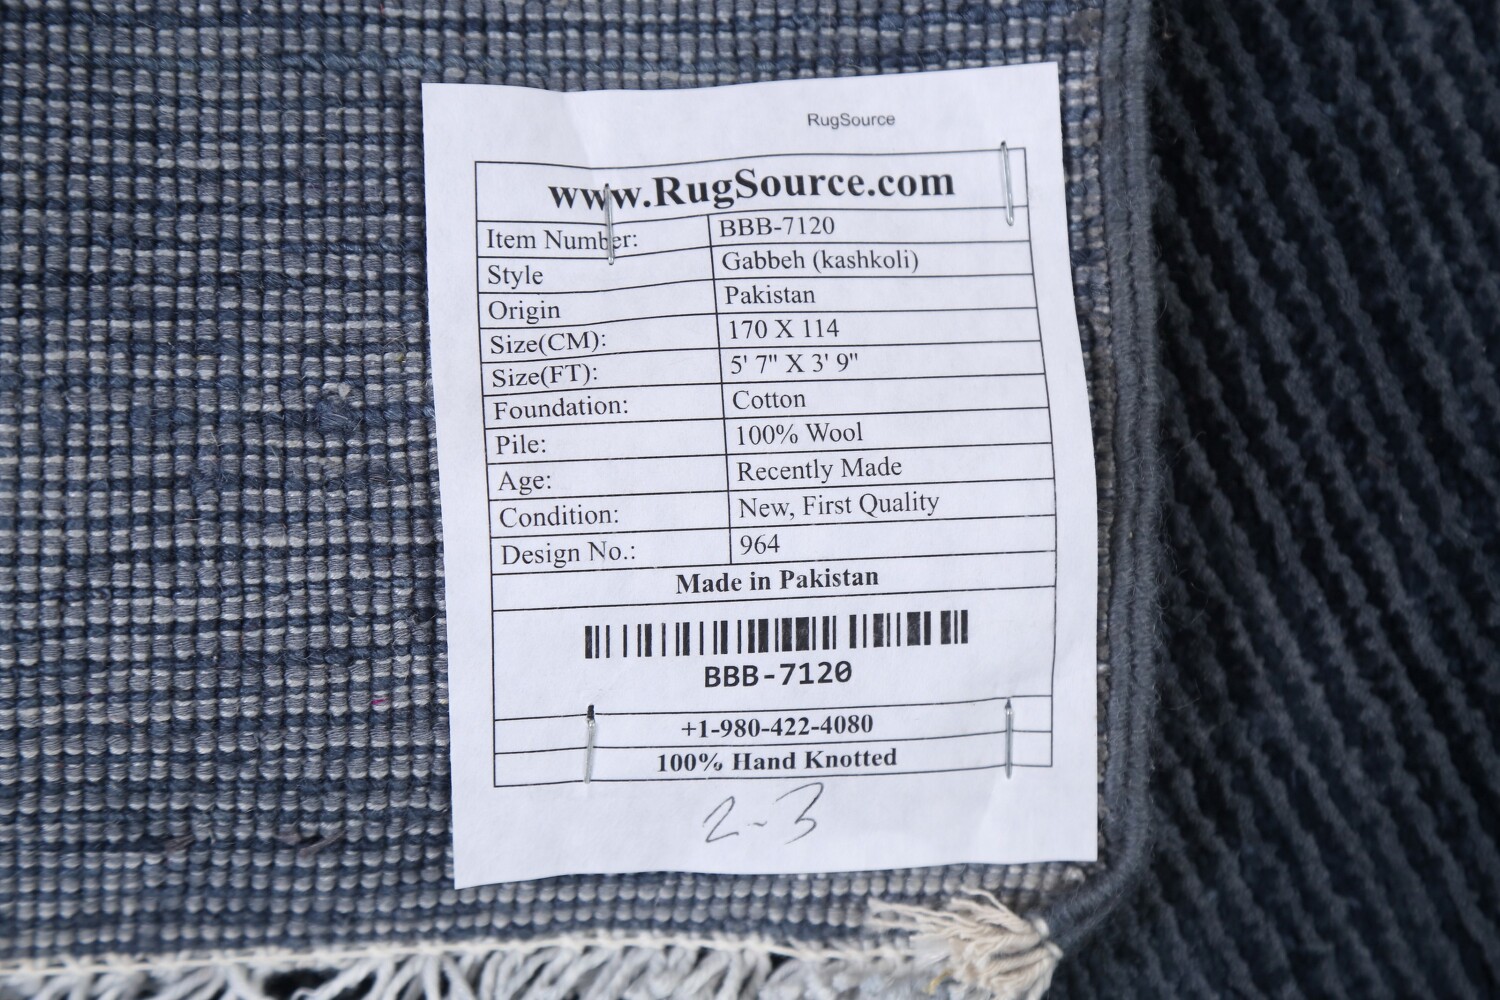 RugSource
www.RugSource.com
Item Number: BBB-7120
Style Gabbeh (kashkoli)
Origin Pakistan
Size(CM): 170 X 114
Size(FT): 5' 7" X 3' 9"
Foundation: Cotton
Pile: 100% Wool
Age: Recently Made
Condition: New, First Quality
Design No.: 964
Made in Pakistan
BBB-7120
+1-980-422-4080
100% Hand Knotted
2-3